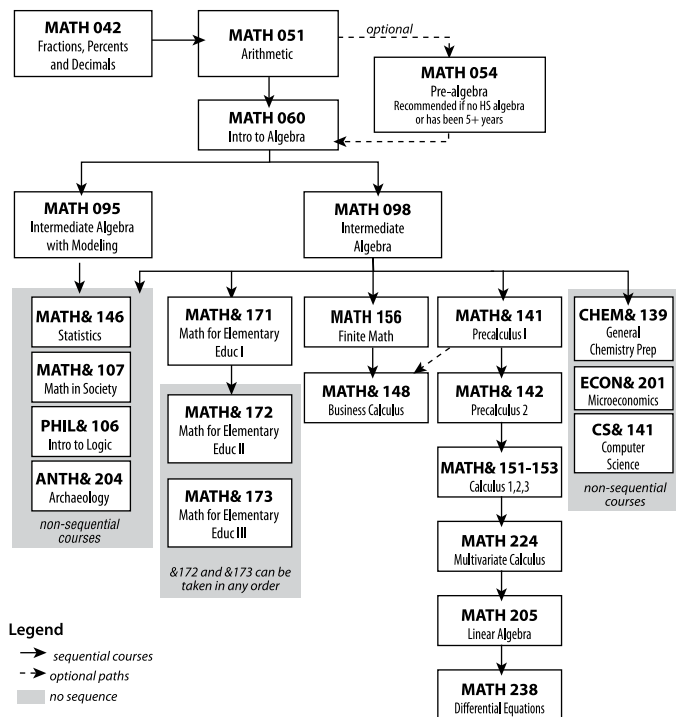 MATH 042
Fractions, Percents
and Decimals
MATH 051
Arithmetic
optional
MATH 054
Pre-algebra
Recommended if no HS algebra
or has been 5+ years
MATH 060
Intro to Algebra
MATH 095
Intermediate Algebra
with Modeling
MATH 098
Intermediate
Algebra
MATH& 146
Statistics
MATH& 107
Math in Society
PHIL& 106
Intro to Logic
ANTH& 204
Archaeology
non-sequential
courses
MATH& 171
Math for Elementary
Educ I
MATH& 172
Math for Elementary
Educ II
MATH& 173
Math for Elementary
Educ III
&172 and &173 can be
taken in any order
MATH 156
Finite Math
MATH& 148
Business Calculus
MATH& 141
Precalculus I
MATH& 142
Precalculus 2
MATH& 151-153
Calculus 1,2,3
MATH 224
Multivariate Calculus
MATH 205
Linear Algebra
MATH 238
Differential Equations
CHEM& 139
General
Chemistry Prep
ECON& 201
Microeconomics
CS& 141
Computer
Science
non-sequential
courses
Legend
sequential courses
optional paths
no sequence